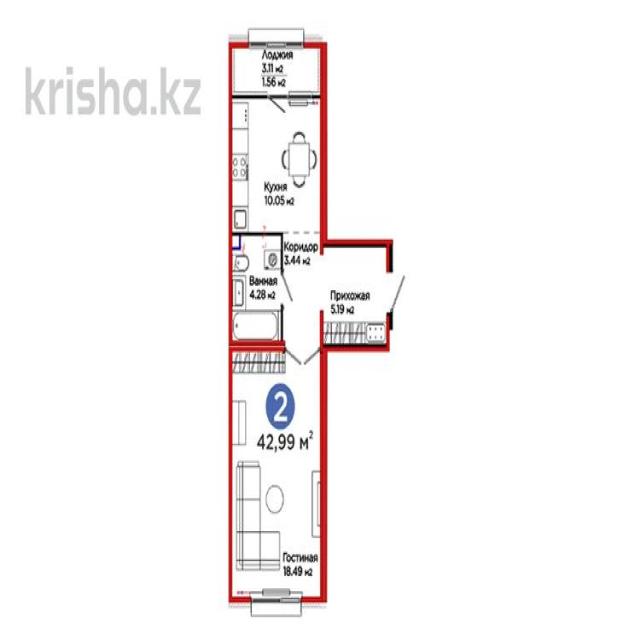 Лоджия
3.11 м2
1.56 м2
krisha.kz
Кухня
10.05 м2
Коридор
3.44 м2
Ванная
4.28 м2
Прихожая
5.19 м2
2
42,99 м2
Гостиная
18.49 м2